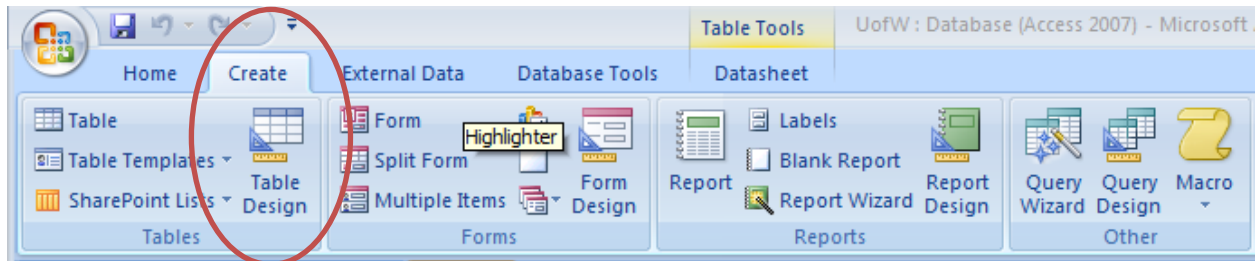 Table Tools
UofW : Database (Access 2007) - Microsoft
Home Create External Data Database Tools Datasheet
Table
Table Templates
SharePoint Lists
Table
Design
Tables
Form
Split Form
Multiple Items
Highlighter
Form
Design
Forms
Report
Labels
Blank Report
Report Wizard
Report
Design
Reports
Query
Wizard
Query
Design
Macro
Other